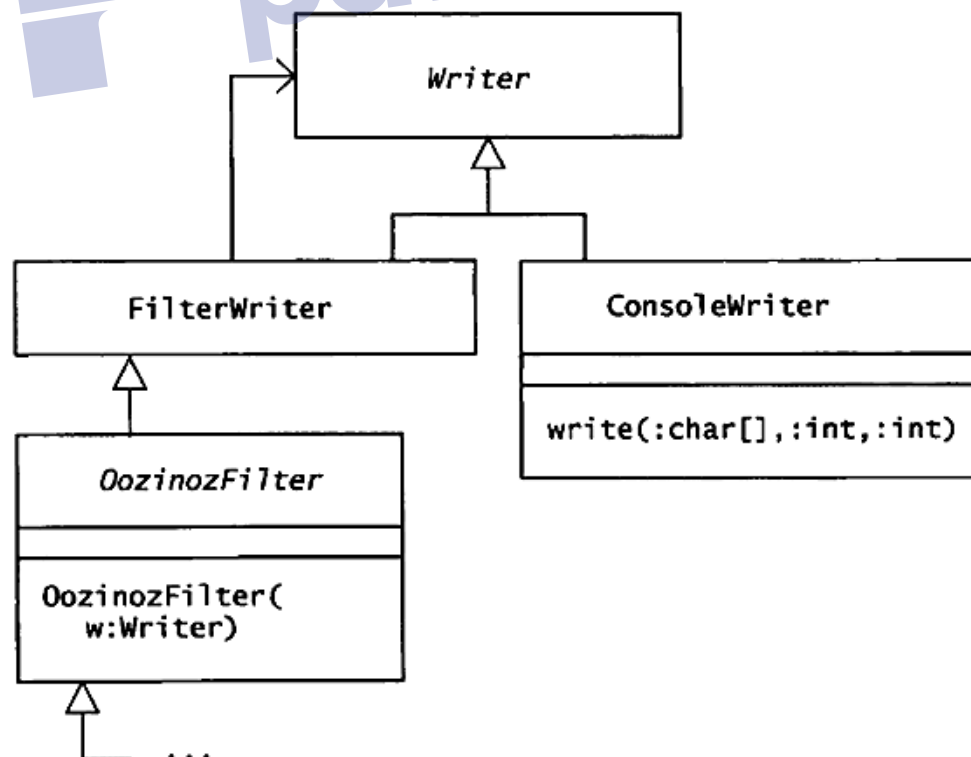 Writer
FilterWriter
ConsoleWriter
write(:char[],:int,:int)
OozinozFilter
OozinozFilter(
w:Writer)
...